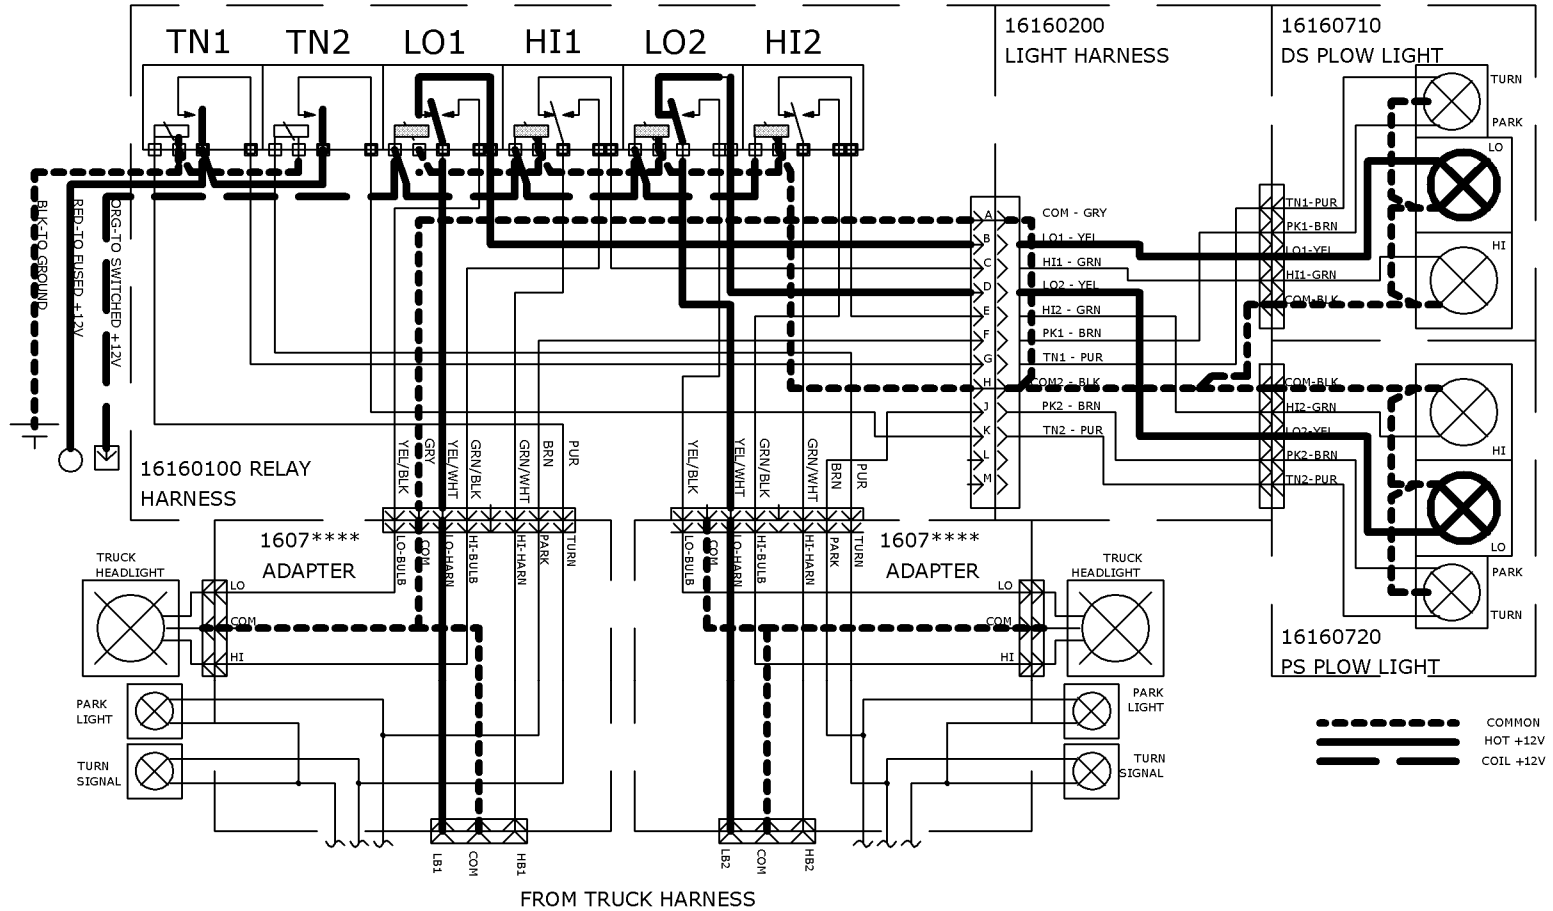 TN1 TN2 LO1 HI1 LO2 HI2
16160200
LIGHT HARNESS
16160710
DS PLOW LIGHT
TURN
PARK
LO
HI
BLK-TO GROUND
RED-TO FUSED +12V
ORG-TO SWITCHED +12V
A
B
C
D
E
F
G
H
J
K
L
M
COM - GRY
LO1 - YEL
HI1 - GRN
LO2 - YEL
HI2 - GRN
PK1 - BRN
TN1 - PUR
COM2 - BLK
PK2 - BRN
TN2 - PUR
TN1-PUR
PK1-BRN
LO1-YEL
HI1-GRN
COM-BLK
COM-BLK
HI2-GRN
LO2-YEL
PK2-BRN
TN2-PUR
HI
LO
PARK
TURN
16160720
PS PLOW LIGHT
16160100 RELAY
HARNESS
YEL/BLK
GRY
YEL/WHT
GRN/BLK
GRN/WHT
BRN
PUR
YEL/BLK
YEL/WHT
GRN/BLK
GRN/WHT
BRN
PUR
1607****
ADAPTER
LO-BULB
COM
LO-HARN
HI-BULB
HI-HARN
PARK
TURN
LO-BULB
COM
LO-HARN
HI-BULB
HI-HARN
PARK
TURN
1607****
ADAPTER
TRUCK
HEADLIGHT
LO
COM
HI
PARK
LIGHT
TURN
SIGNAL
LO
COM
HI
TRUCK
HEADLIGHT
PARK
LIGHT
TURN
SIGNAL
LB1
COM
HB1
LB2
COM
HB2
FROM TRUCK HARNESS
COMMON
HOT +12V
COIL +12V